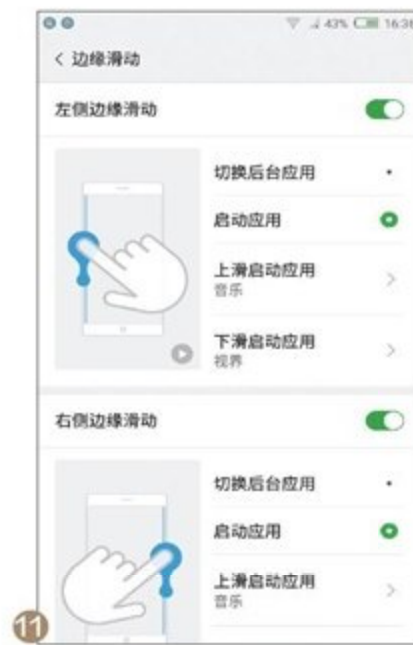 43% 16:36
< 边缘滑动
左侧边缘滑动
切换后台应用
启动应用
上滑启动应用
音乐
下滑启动应用
视界
右侧边缘滑动
切换后台应用
启动应用
上滑启动应用
音乐
11